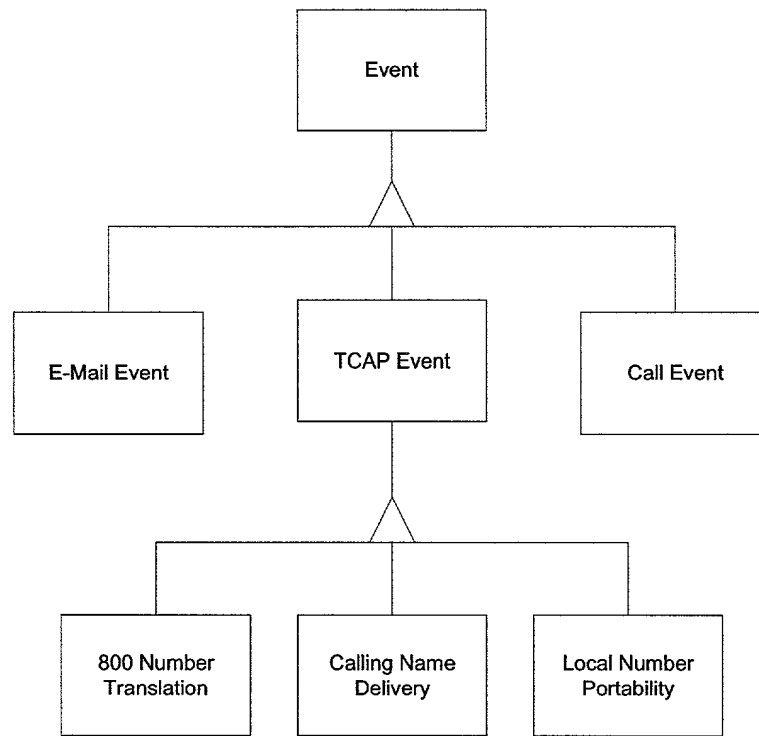 Event
E-Mail Event
TCAP Event
Call Event
800 Number
Translation
Calling Name
Delivery
Local Number
Portability